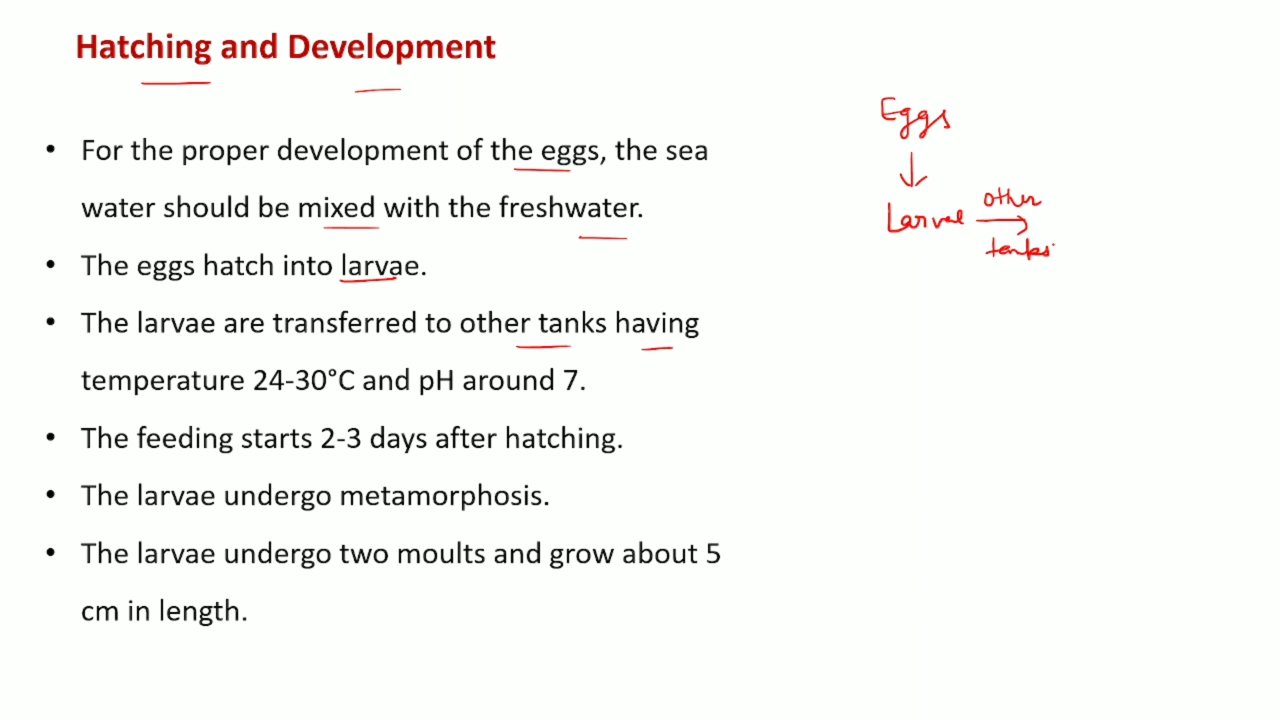 Hatching and Development
• For the proper development of the eggs, the sea
water should be mixed with the freshwater.
• The eggs hatch into larvae.
• The larvae are transferred to other tanks having
temperature 24-30°C and pH around 7.
• The feeding starts 2-3 days after hatching.
• The larvae undergo metamorphosis.
• The larvae undergo two moults and grow about 5
cm in length.
Eggs
↓
Larvae → other
tanks